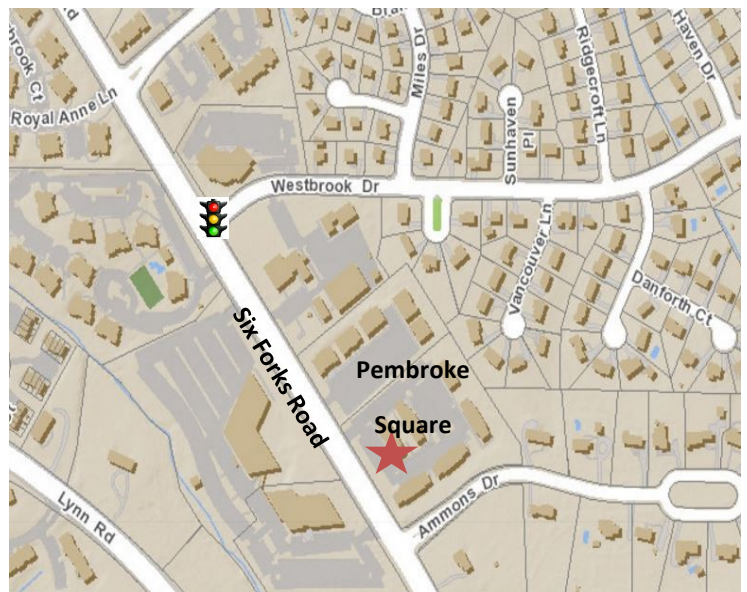 Miles Dr
Ridgecroft Ln
Haven Dr
Royal Anne Ln
Sunhaven
Pl
Westbrook Dr
Vancouver Ln
Danforth Ct
Six Forks Road
Pembroke
Square
Ammons Dr
Lynn Rd